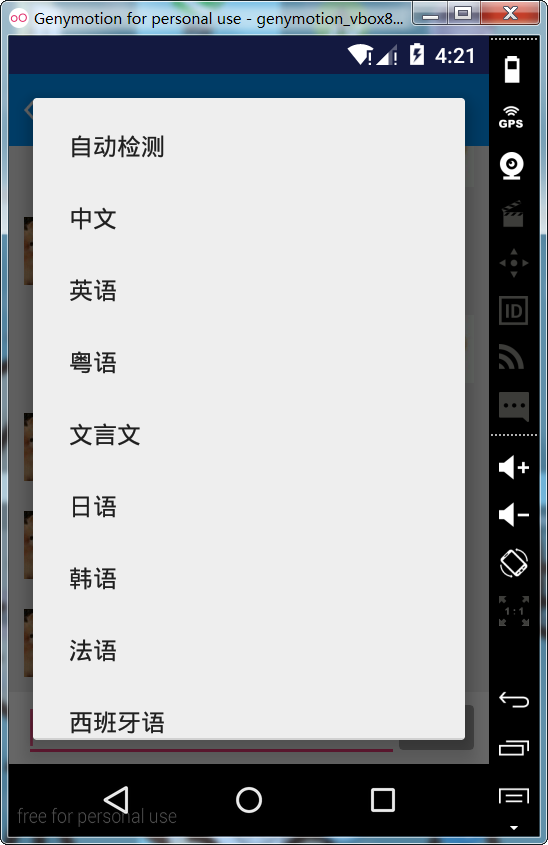 Genymotion for personal use - genymotion_vbox8...
4:21
自动检测
中文
英语
粤语
文言文
日语
韩语
法语
西班牙语
GPS
ID
1:1
free for personal use